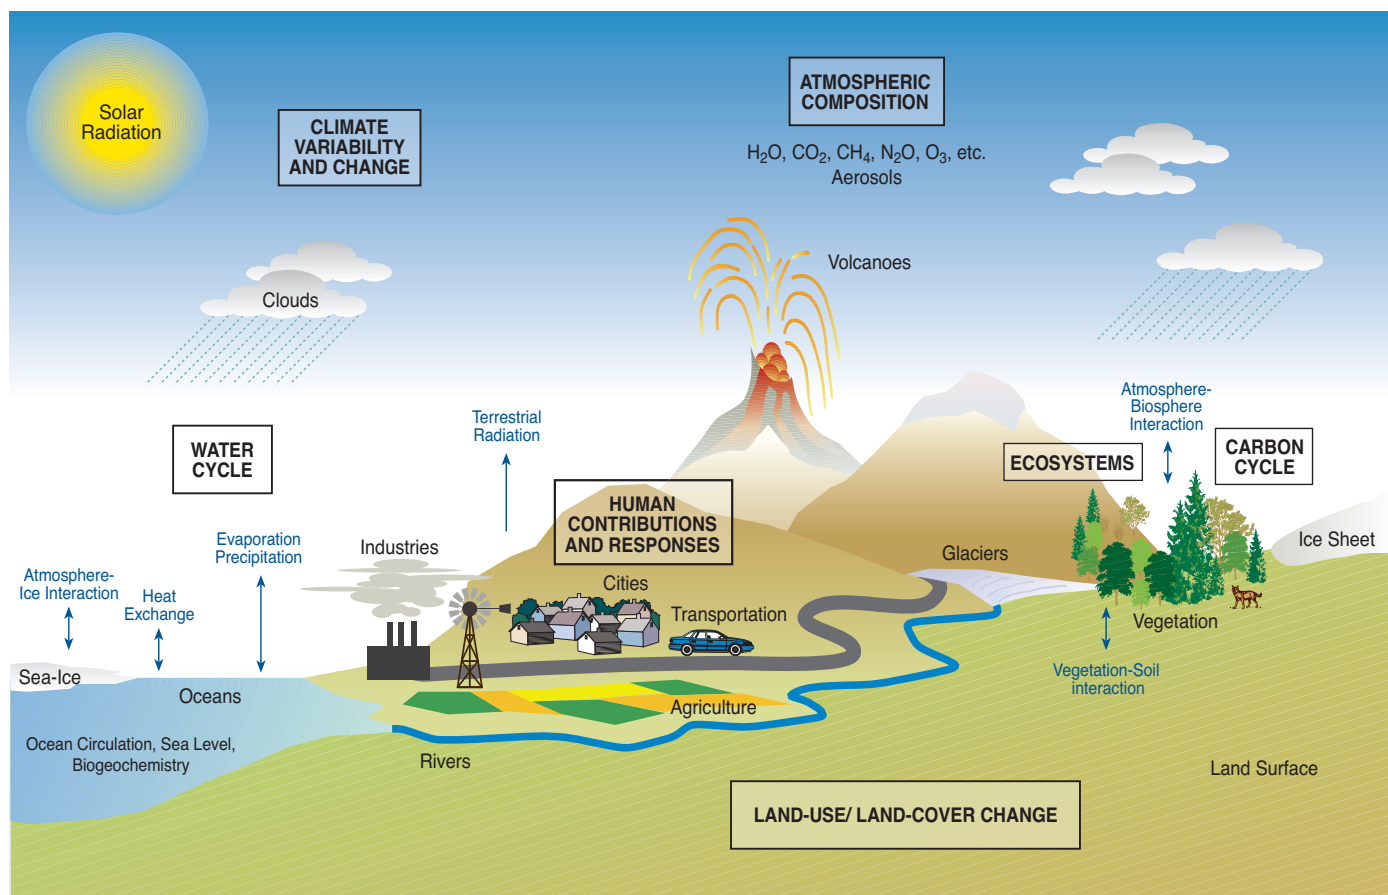 Solar
Radiation
CLIMATE
VARIABILITY
AND CHANGE
ATMOSPHERIC
COMPOSITION
H₂O, CO₂, CH₄, N₂O, O₃, etc.
Aerosols
Volcanoes
Clouds
WATER
CYCLE
Terrestrial
Radiation
Atmosphere-
Biosphere
Interaction
ECOSYSTEMS
CARBON
CYCLE
HUMAN
CONTRIBUTIONS
AND RESPONSES
Evaporation
Precipitation
Industries
Glaciers
Ice Sheet
Atmosphere-
Ice Interaction
Heat
Exchange
Cities
Transportation
Vegetation
Sea-Ice
Oceans
Vegetation-Soil
interaction
Agriculture
Ocean Circulation, Sea Level,
Biogeochemistry
Rivers
Land Surface
LAND-USE/ LAND-COVER CHANGE